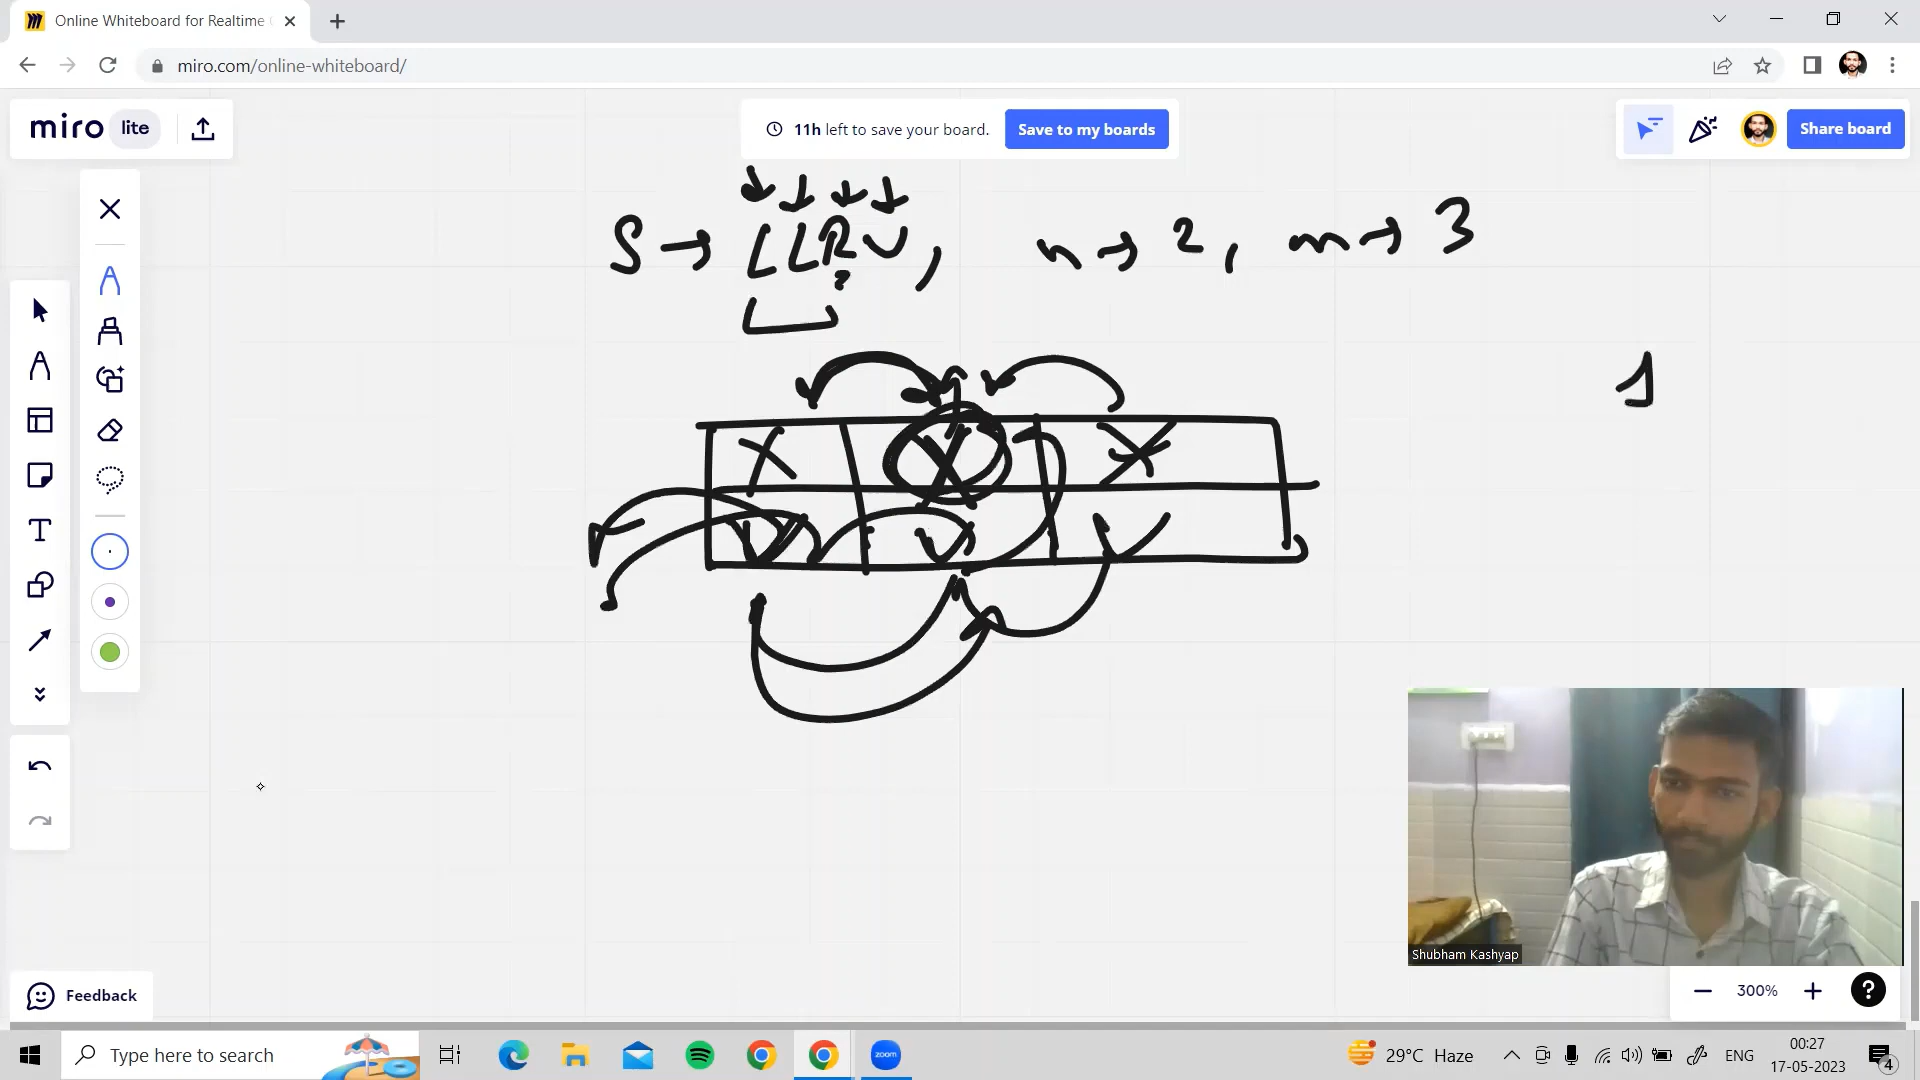 Online Whiteboard for Realtime C
miro.com/online-whiteboard/
miro lite
11h left to save your board. Save to my boards
Share board
S → LLRU, n → 2, m → 3
?
1
Shubham Kashyap
Feedback
300%
?
Type here to search
zoom
29°C Haze
ENG
00:27
17-05-2023
4